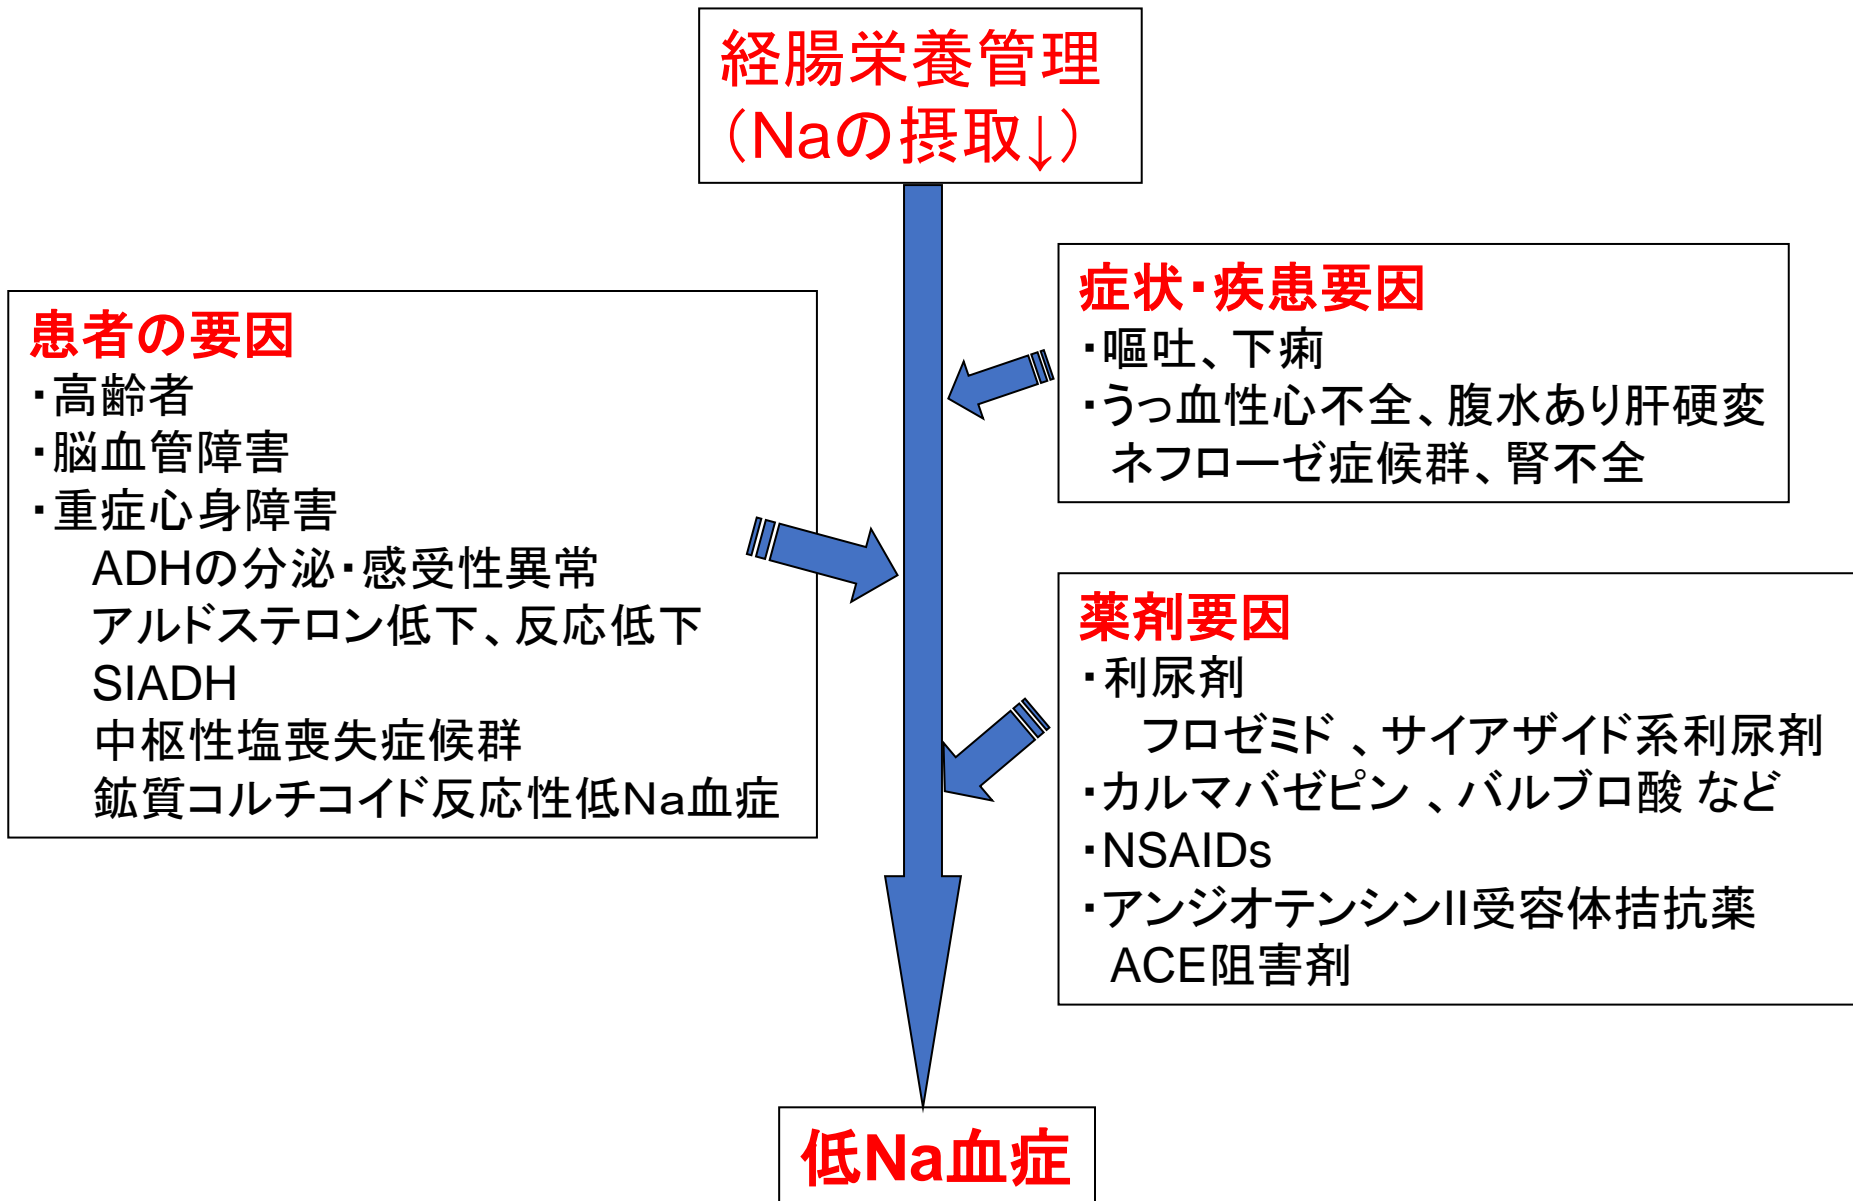 経腸栄養管理
（Naの摂取↓）
患者の要因
・高齢者
・脳血管障害
・重症心身障害
ADHの分泌・感受性異常
アルドステロン低下、反応低下
SIADH
中枢性塩喪失症候群
鉱質コルチコイド反応性低Na血症
症状・疾患要因
・嘔吐、下痢
・うっ血性心不全、腹水あり肝硬変
ネフローゼ症候群、腎不全
薬剤要因
・利尿剤
フロゼミド 、サイアザイド系利尿剤
・カルマバゼピン 、バルブロ酸 など
・NSAIDs
・アンジオテンシンII受容体拮抗薬
ACE阻害剤
低Na血症